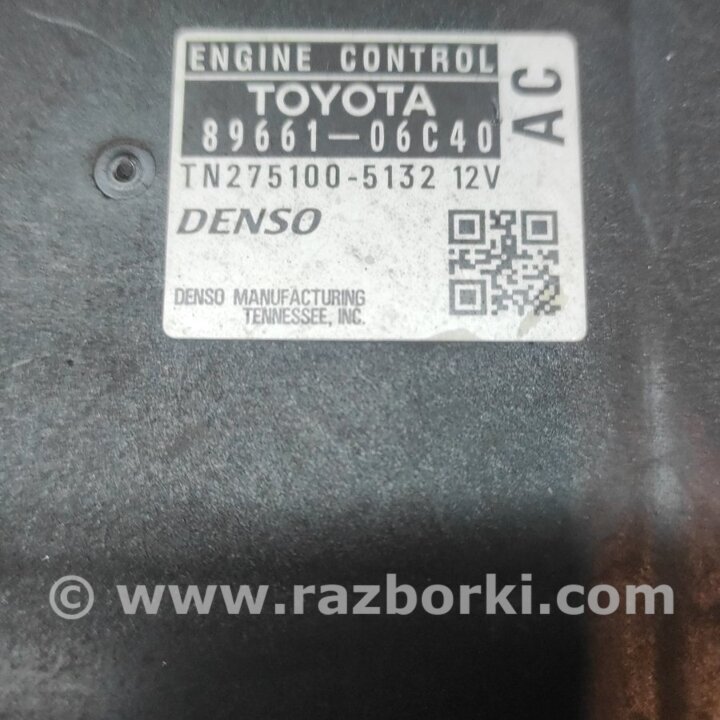 ENGINE CONTROL
TOYOTA
89661-06C40
AC
TN275100-5132 12V
DENSO
DENSO MANUFACTURING
TENNESSEE, INC.
© www.razborki.com